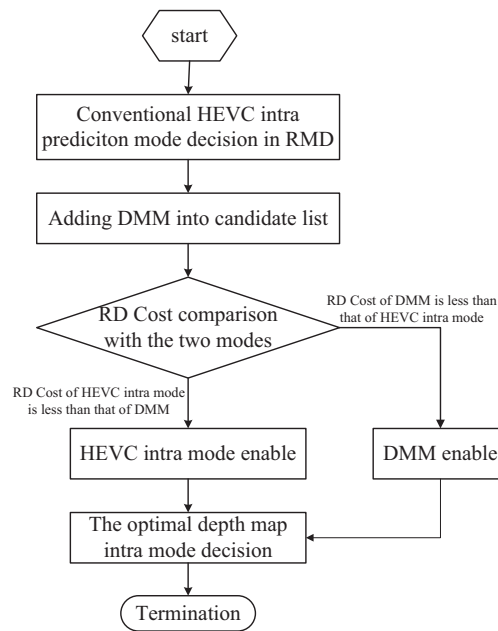 start
Conventional HEVC intra
prediciton mode decision in RMD
Adding DMM into candidate list
RD Cost comparison
with the two modes
RD Cost of DMM is less than
that of HEVC intra mode
RD Cost of HEVC intra mode
is less than that of DMM
HEVC intra mode enable
DMM enable
The optimal depth map
intra mode decision
Termination